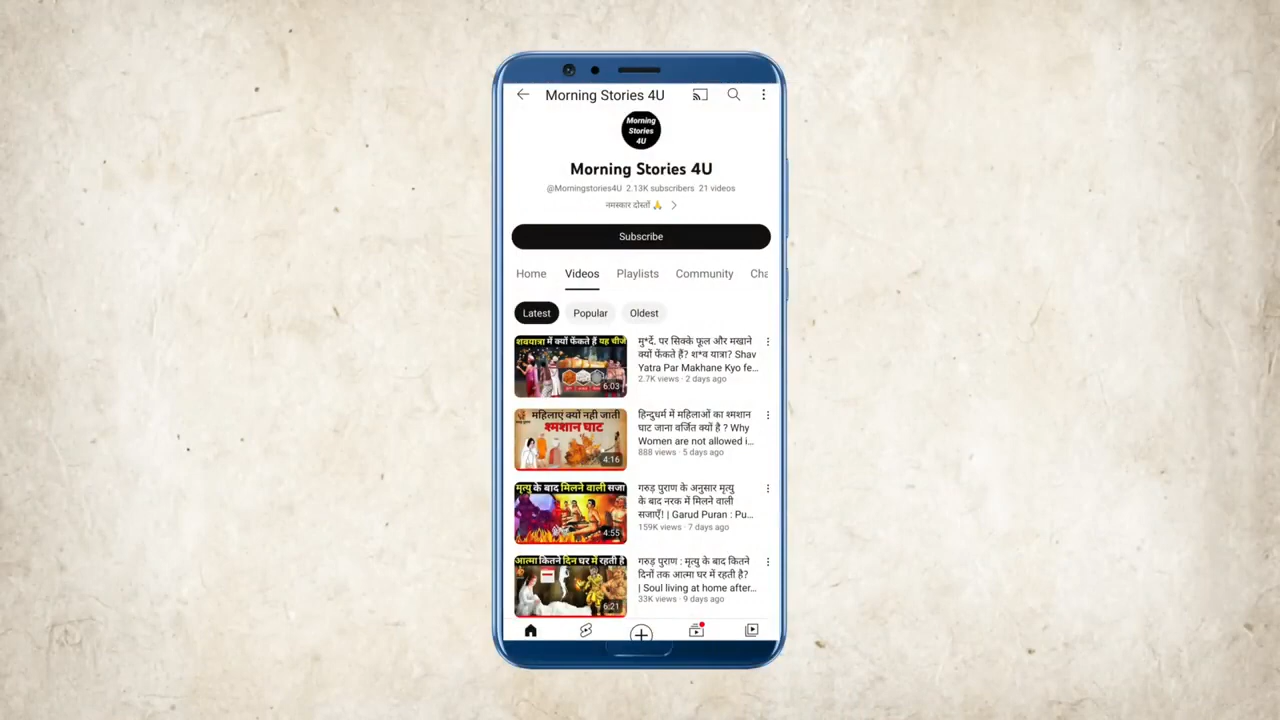 Morning Stories 4U
Morning
Stories
4U
Morning Stories 4U
@Morningstories4U 2.13K subscribers 21 videos
नमस्कार दोस्तों 🙏
Subscribe
Home Videos Playlists Community Cha
Latest Popular Oldest
शवयात्रा में क्यों फेंकते हैं यह चीजे
6:03
मु*र्दे. पर सिक्के फूल और मखाने
क्यों फेंकते हैं? श*व यात्रा? Shav
Yatra Par Makhane Kyo fe...
2.7K views · 2 days ago
महिलाएं क्यों नही जाती
श्मशान घाट
4:16
हिन्दुधर्म में महिलाओं का श्मशान
घाट जाना वर्जित क्यों है ? Why
Women are not allowed i...
888 views · 5 days ago
मृत्यु के बाद मिलने वाली सजा
4:55
गरुड़ पुराण के अनुसार मृत्यु
के बाद नरक में मिलने वाली
सजाएँ! | Garud Puran : Pu...
159K views · 7 days ago
आत्मा कितने दिन घर में रहती है
6:21
गरुड़ पुराण : मृत्यु के बाद कितने
दिनों तक आत्मा घर में रहती है?
| Soul living at home after...
33K views · 9 days ago